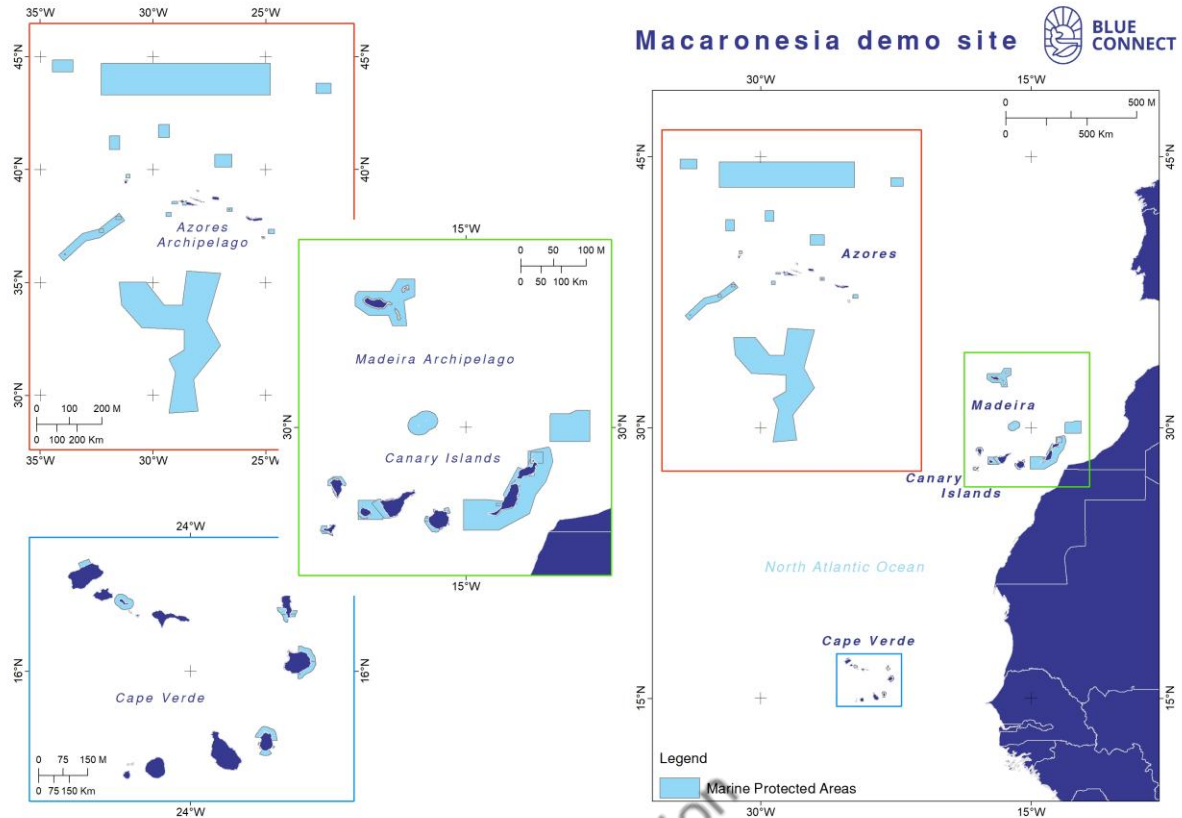 Macaronesia demo site
BLUE
CONNECT
35°W 30°W 25°W
45°N
40°N
35°N
30°N
Azores
Archipelago
0 100 200 M
0 100 200 Km
35°W 30°W 25°W
15°W
0 50 100 M
0 50 100 Km
Madeira Archipelago
30°N
30°N
Canary Islands
15°W
24°W
16°N
16°N
Cape Verde
0 75 150 M
0 75 150 Km
24°W
30°W 15°W
0 500 M
0 500 Km
45°N
45°N
Azores
Madeira
30°N
30°N
Canary
Islands
North Atlantic Ocean
Cape Verde
15°N
15°N
Legend
Marine Protected Areas
30°W 15°W